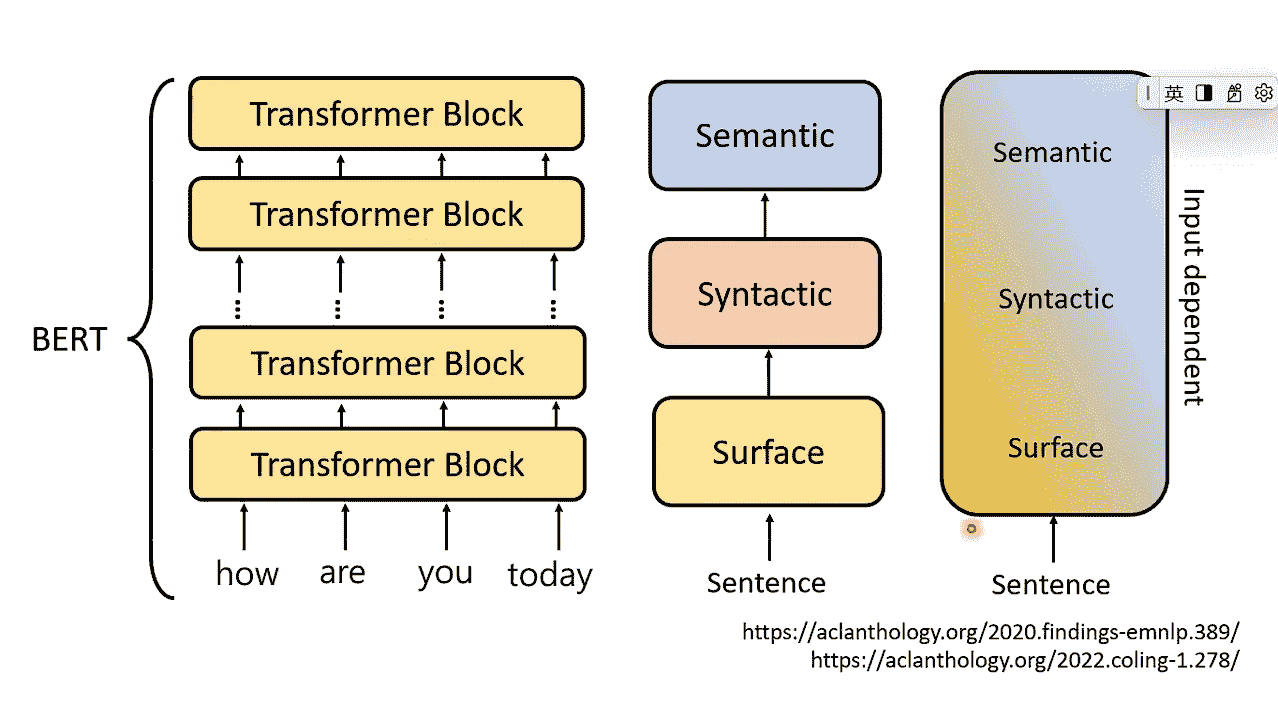 BERT
Transformer Block
Transformer Block
Transformer Block
Transformer Block
how are you today
Semantic
Syntactic
Surface
Sentence
Semantic
Syntactic
Surface
Input dependent
Sentence
英
https://aclanthology.org/2020.findings-emnlp.389/
https://aclanthology.org/2022.coling-1.278/